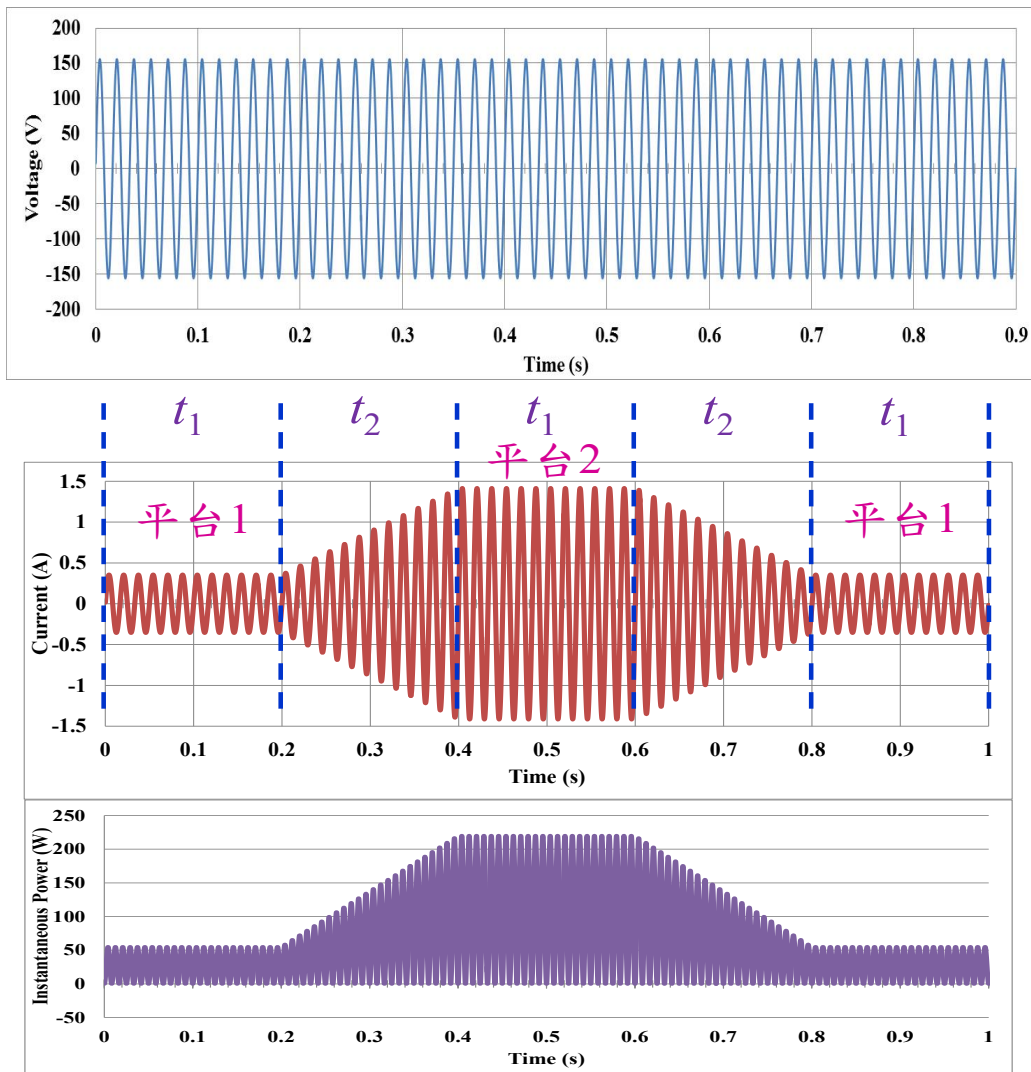 200
150
100
50
0
-50
-100
-150
-200
Voltage (V)
0 0.1 0.2 0.3 0.4 0.5 0.6 0.7 0.8 0.9
Time (s)
t1 t2 t1 t2 t1
平台2
平台1 平台1
1.5
1
0.5
0
-0.5
-1
-1.5
Current (A)
0 0.1 0.2 0.3 0.4 0.5 0.6 0.7 0.8 0.9 1
Time (s)
250
200
150
100
50
0
-50
Instantaneous Power (W)
0 0.1 0.2 0.3 0.4 0.5 0.6 0.7 0.8 0.9 1
Time (s)